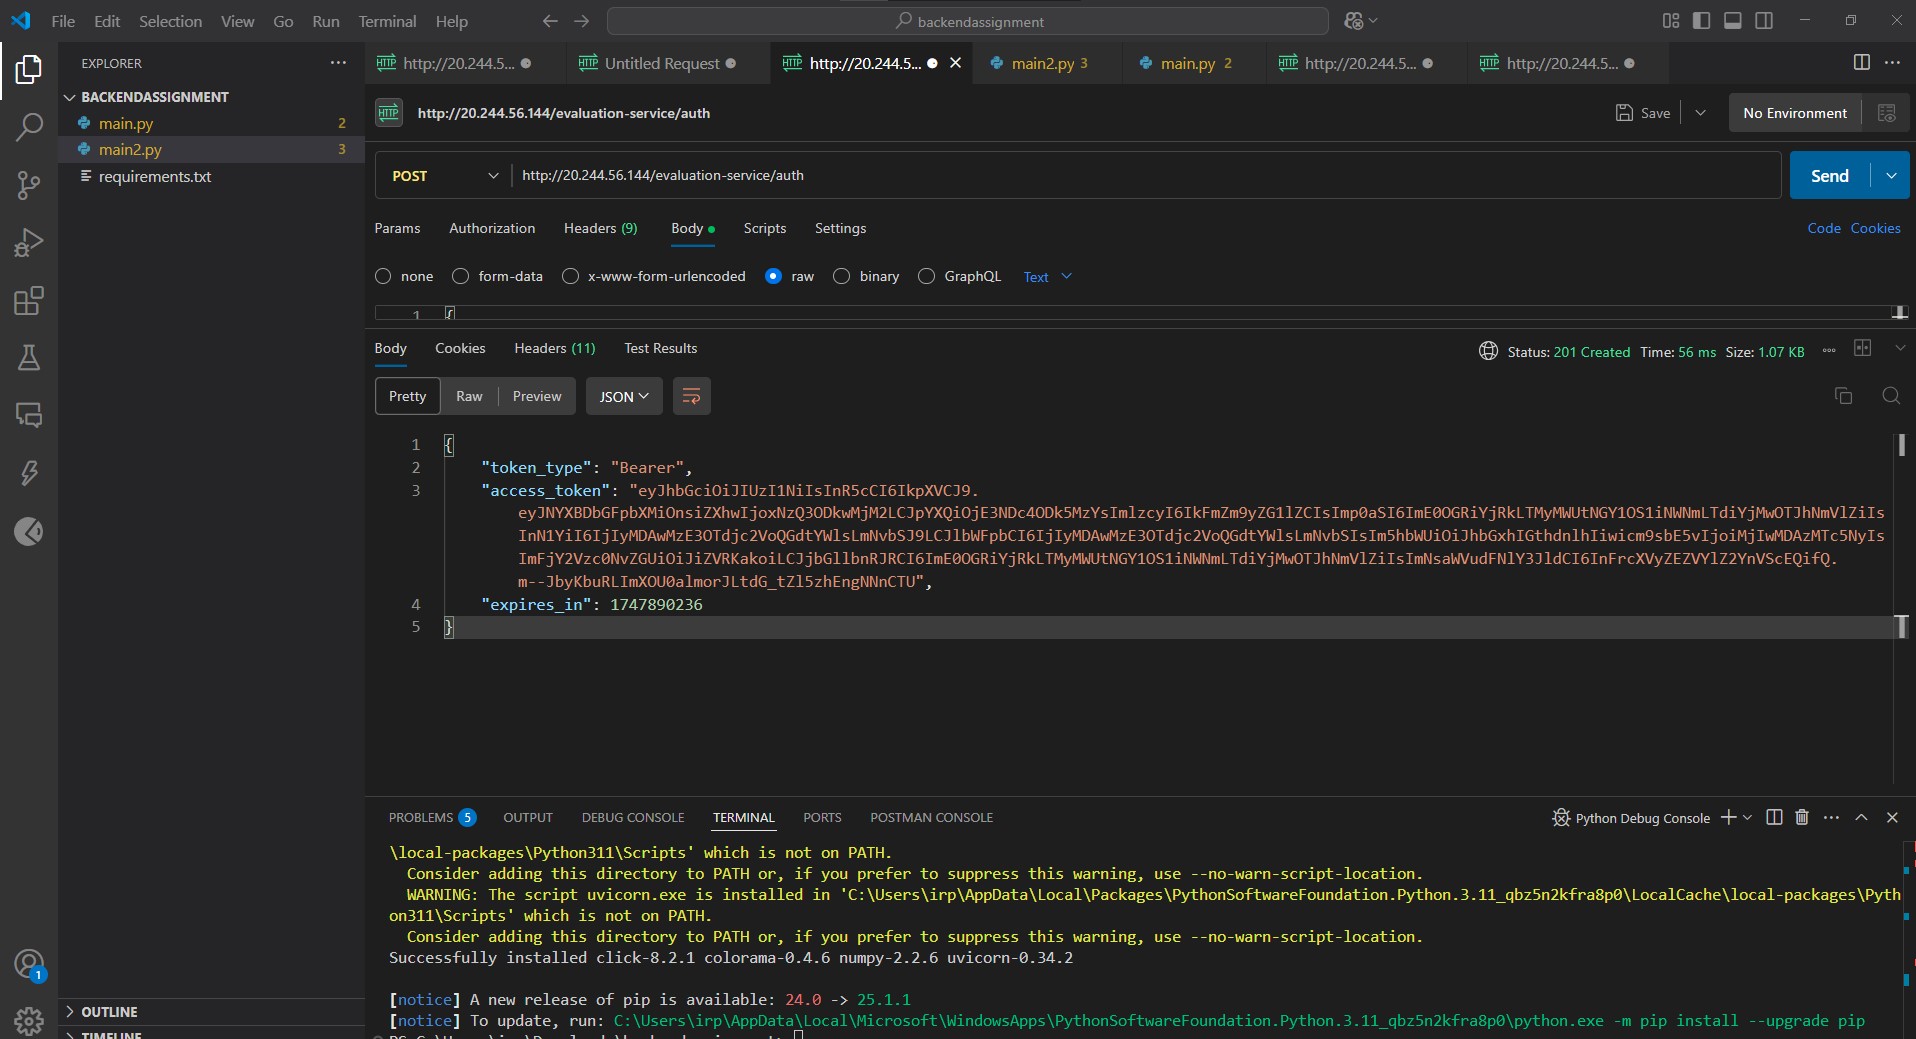 File Edit Selection View Go Run Terminal Help
backendassignment
EXPLORER
BACKENDASSIGNMENT
main.py 2
main2.py 3
requirements.txt
OUTLINE
TIMELINE
1
http://20.244.5...
Untitled Request
http://20.244.5...
main2.py 3
main.py 2
http://20.244.5...
http://20.244.5...
HTTP http://20.244.56.144/evaluation-service/auth
Save
No Environment
POST http://20.244.56.144/evaluation-service/auth
Send
Params Authorization Headers (9) Body Scripts Settings
Code Cookies
none form-data x-www-form-urlencoded raw binary GraphQL Text
1 {
Body Cookies Headers (11) Test Results
Status: 201 Created Time: 56 ms Size: 1.07 KB
Pretty Raw Preview JSON
1 {
2 "token_type": "Bearer",
3 "access_token": "eyJhbGciOiJIUzI1NiIsInR5cCI6IkpXVCJ9.
4 "expires_in": 1747890236
5 }
PROBLEMS 5 OUTPUT DEBUG CONSOLE TERMINAL PORTS POSTMAN CONSOLE
Python Debug Console
\local-packages\Python311\Scripts' which is not on PATH.
Consider adding this directory to PATH or, if you prefer to suppress this warning, use --no-warn-script-location.
WARNING: The script uvicorn.exe is installed in 'C:\Users\irp\AppData\Local\Packages\PythonSoftwareFoundation.Python.3.11_qbz5n2kfra8p0\LocalCache\local-packages\Pyth
on311\Scripts' which is not on PATH.
Consider adding this directory to PATH or, if you prefer to suppress this warning, use --no-warn-script-location.
Successfully installed click-8.2.1 colorama-0.4.6 numpy-2.2.6 uvicorn-0.34.2
[notice] A new release of pip is available: 24.0 -> 25.1.1
[notice] To update, run: C:\Users\irp\AppData\Local\Microsoft\WindowsApps\PythonSoftwareFoundation.Python.3.11_qbz5n2kfra8p0\python.exe -m pip install --upgrade pip